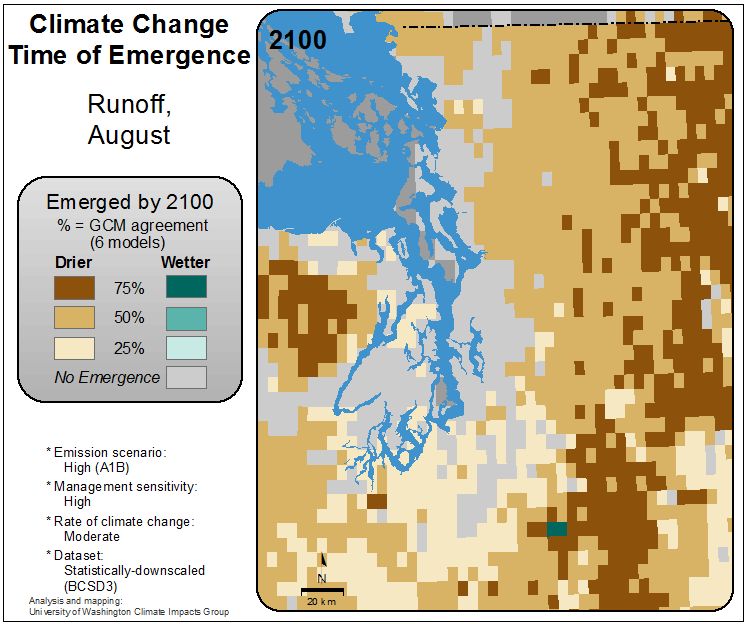 Climate Change
Time of Emergence
Runoff,
August
Emerged by 2100
% = GCM agreement
(6 models)
Drier Wetter
75%
50%
25%
No Emergence
* Emission scenario:
High (A1B)
* Management sensitivity:
High
* Rate of climate change:
Moderate
* Dataset:
Statistically-downscaled
(BCSD3)
Analysis and mapping:
University of Washington Climate Impacts Group
2100
N
20 km